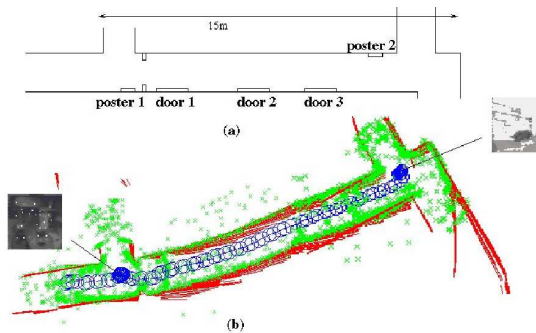 15m
poster 2
poster 1 door 1 door 2 door 3
(a)
(b)